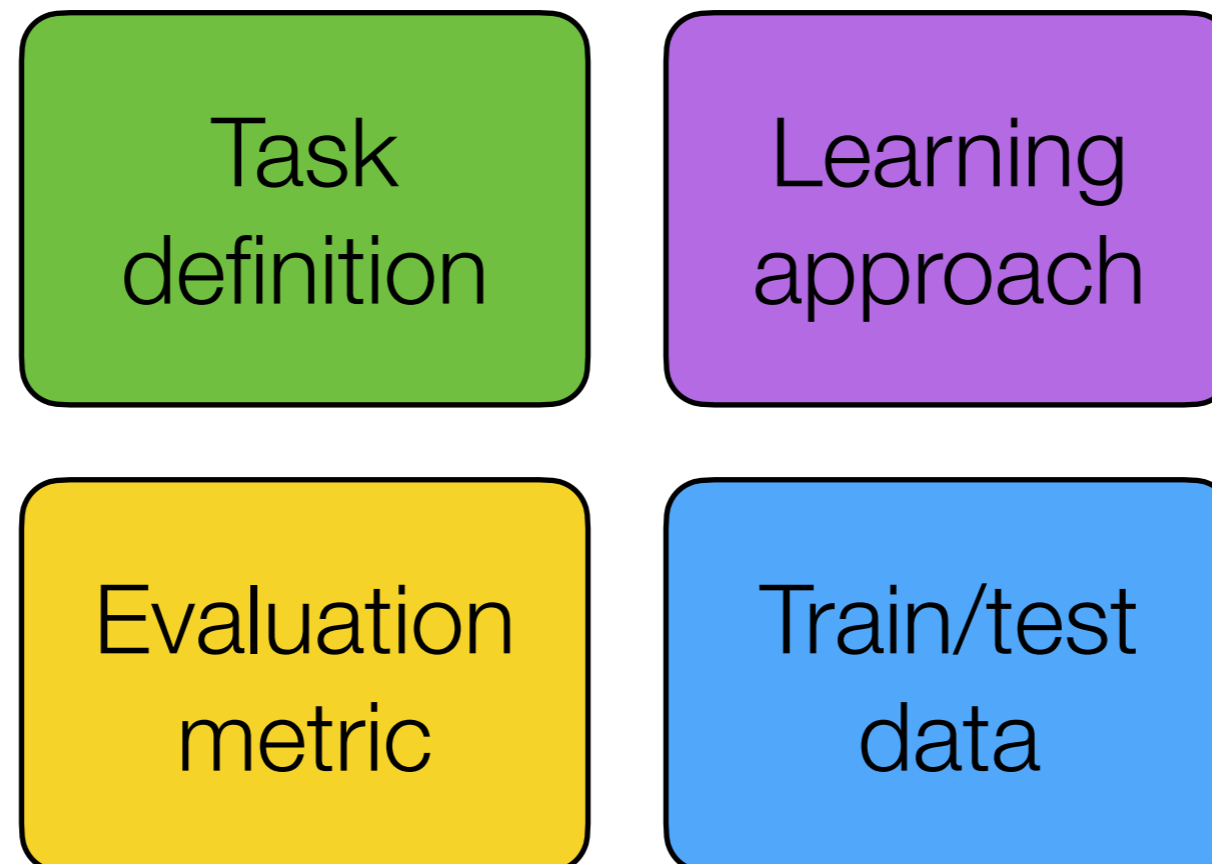 Task
definition
Learning
approach
Evaluation
metric
Train/test
data